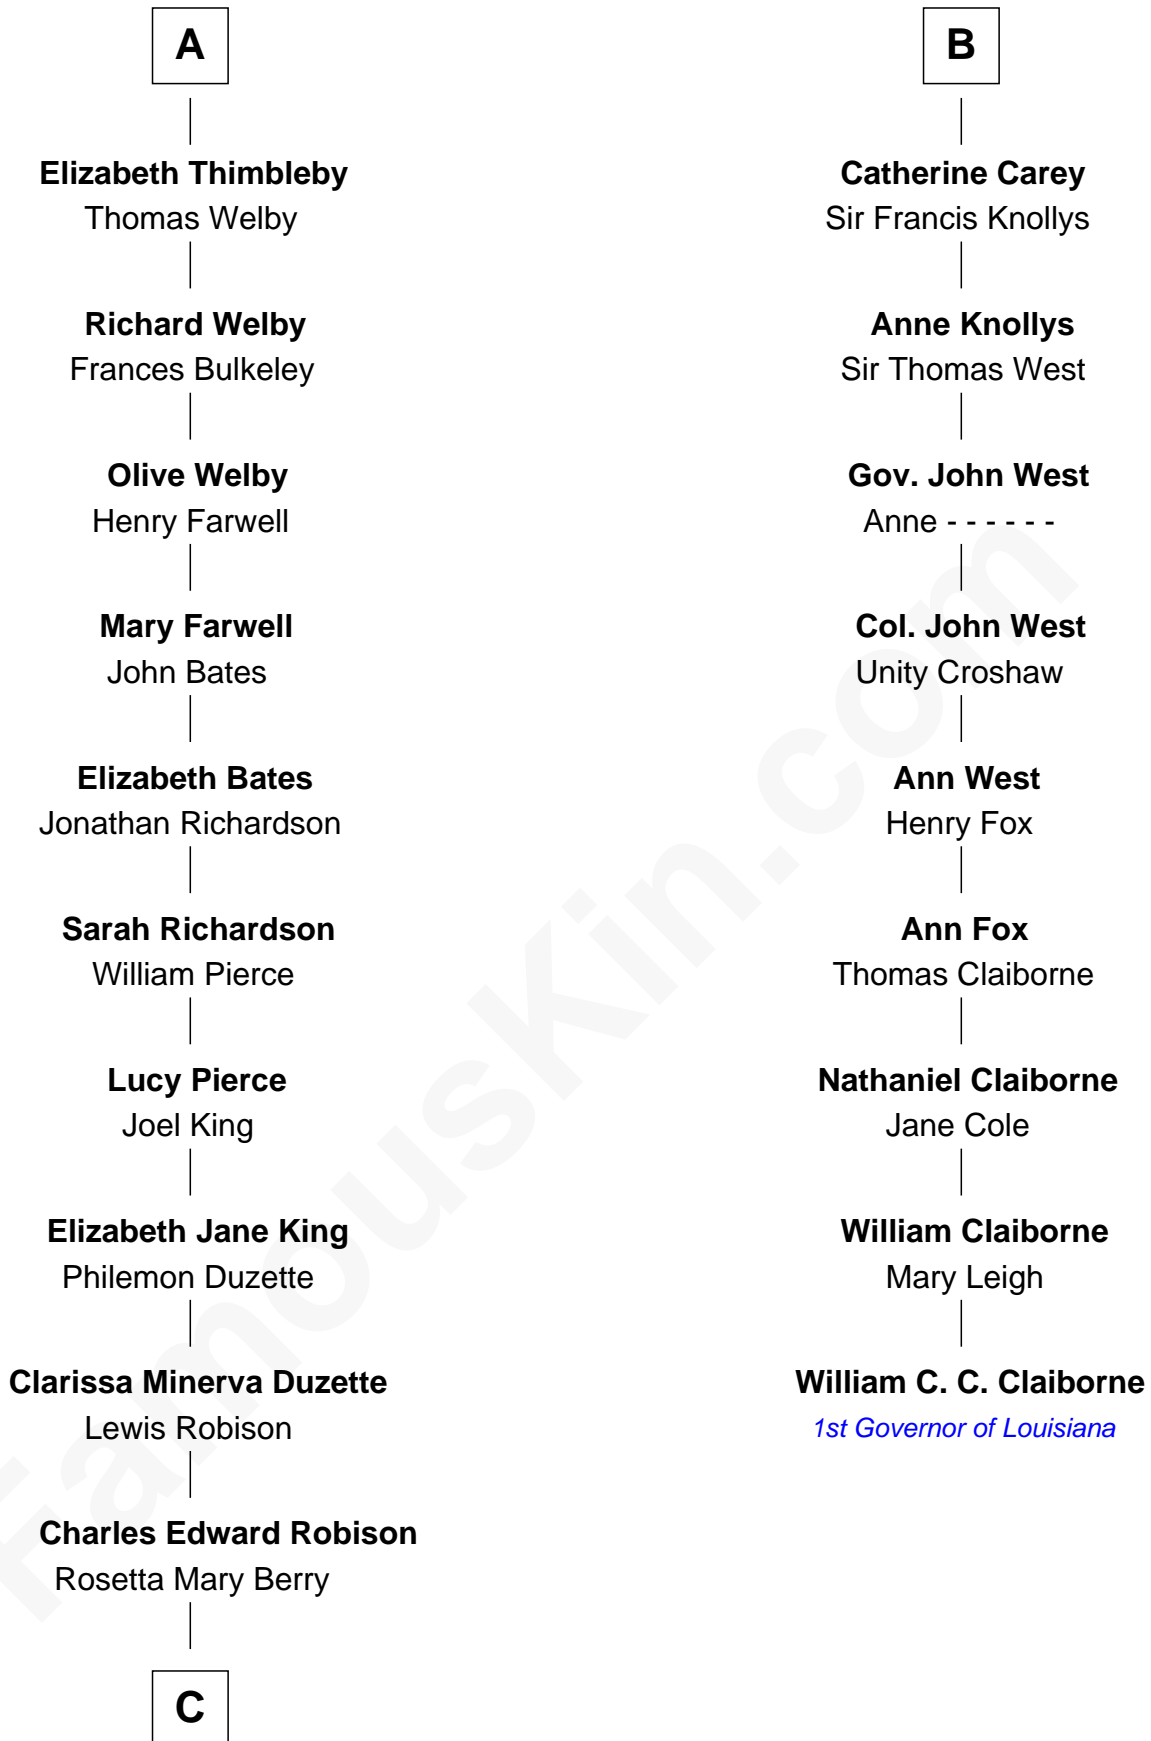 A
Elizabeth Thimbleby
Thomas Welby
Richard Welby
Frances Bulkeley
Olive Welby
Henry Farwell
Mary Farwell
John Bates
Elizabeth Bates
Jonathan Richardson
Sarah Richardson
William Pierce
Lucy Pierce
Joel King
Elizabeth Jane King
Philemon Duzette
Clarissa Minerva Duzette
Lewis Robison
Charles Edward Robison
Rosetta Mary Berry
C
B
Catherine Carey
Sir Francis Knollys
Anne Knollys
Sir Thomas West
Gov. John West
Anne - - - - - -
Col. John West
Unity Croshaw
Ann West
Henry Fox
Ann Fox
Thomas Claiborne
Nathaniel Claiborne
Jane Cole
William Claiborne
Mary Leigh
William C. C. Claiborne
1st Governor of Louisiana
FamousKin.com